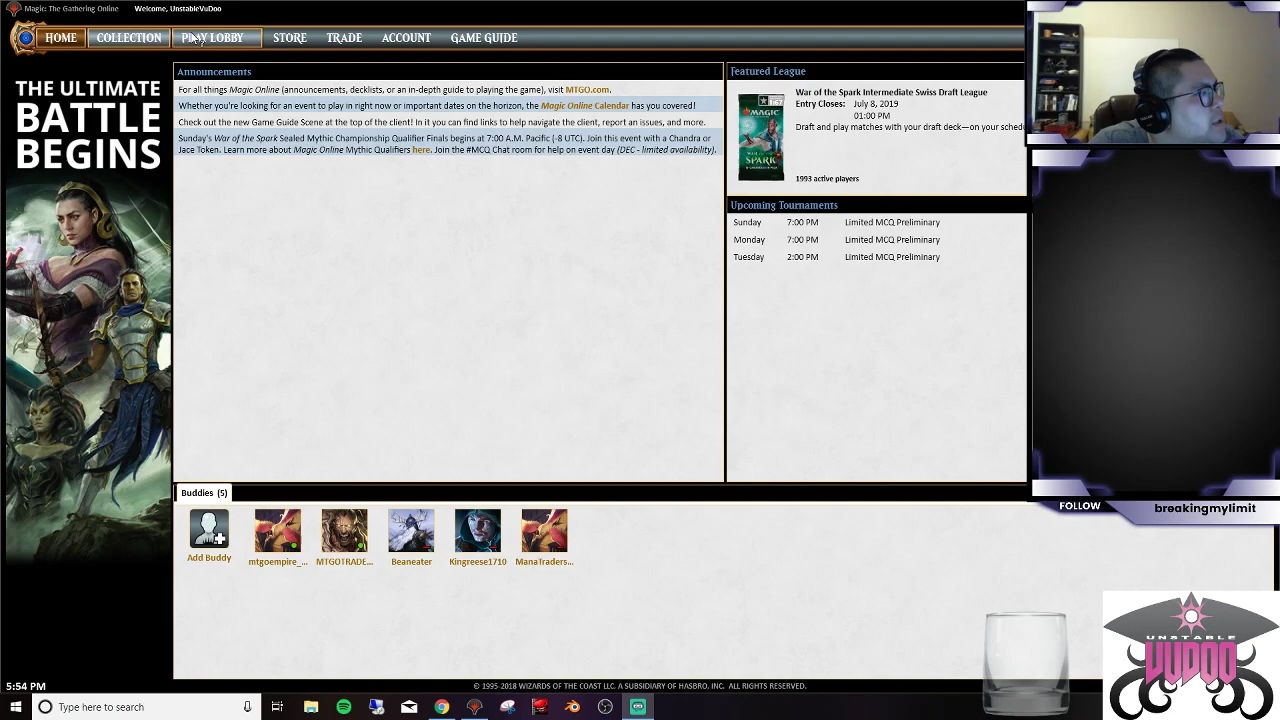 Magic: The Gathering Online
Welcome, UnstableVuDoo
HOME
COLLECTION
PLAY LOBBY
STORE
TRADE
ACCOUNT
GAME GUIDE
THE ULTIMATE
BATTLE
BEGINS
Announcements
For all things Magic Online (announcements, decklists, or an in-depth guide to playing the game), visit MTGO.com.
Whether you're looking for an event to play in right now or important dates on the horizon, the Magic Online Calendar has you covered!
Check out the new Game Guide Scene at the top of the client! In it you can find links to help navigate the client, report an issues, and more.
Sunday's War of the Spark Sealed Mythic Championship Qualifier Finals begins at 7:00 A.M. Pacific (-8 UTC). Join this event with a Chandra or
Jace Token. Learn more about Magic Online Mythic Qualifiers here. Join the #MCQ Chat room for help on event day (DEC - limited availability).
Featured League
MAGIC
WAR OF THE
SPARK
War of the Spark Intermediate Swiss Draft League
Entry Closes: July 8, 2019
01:00 PM
Draft and play matches with your draft deck—on your schedu
1993 active players
Upcoming Tournaments
Sunday 7:00 PM Limited MCQ Preliminary
Monday 7:00 PM Limited MCQ Preliminary
Tuesday 2:00 PM Limited MCQ Preliminary
Buddies (5)
Add Buddy
mtgoempire_...
MTGOTRADE...
Beaneater
Kingreese1710
ManaTraders...
FOLLOW
breakingmylimit
UNSTABLE
VUDOO
5:54 PM
© 1995-2018 WIZARDS OF THE COAST LLC. A SUBSIDIARY OF HASBRO, INC. ALL RIGHTS RESERVED.
Type here to search